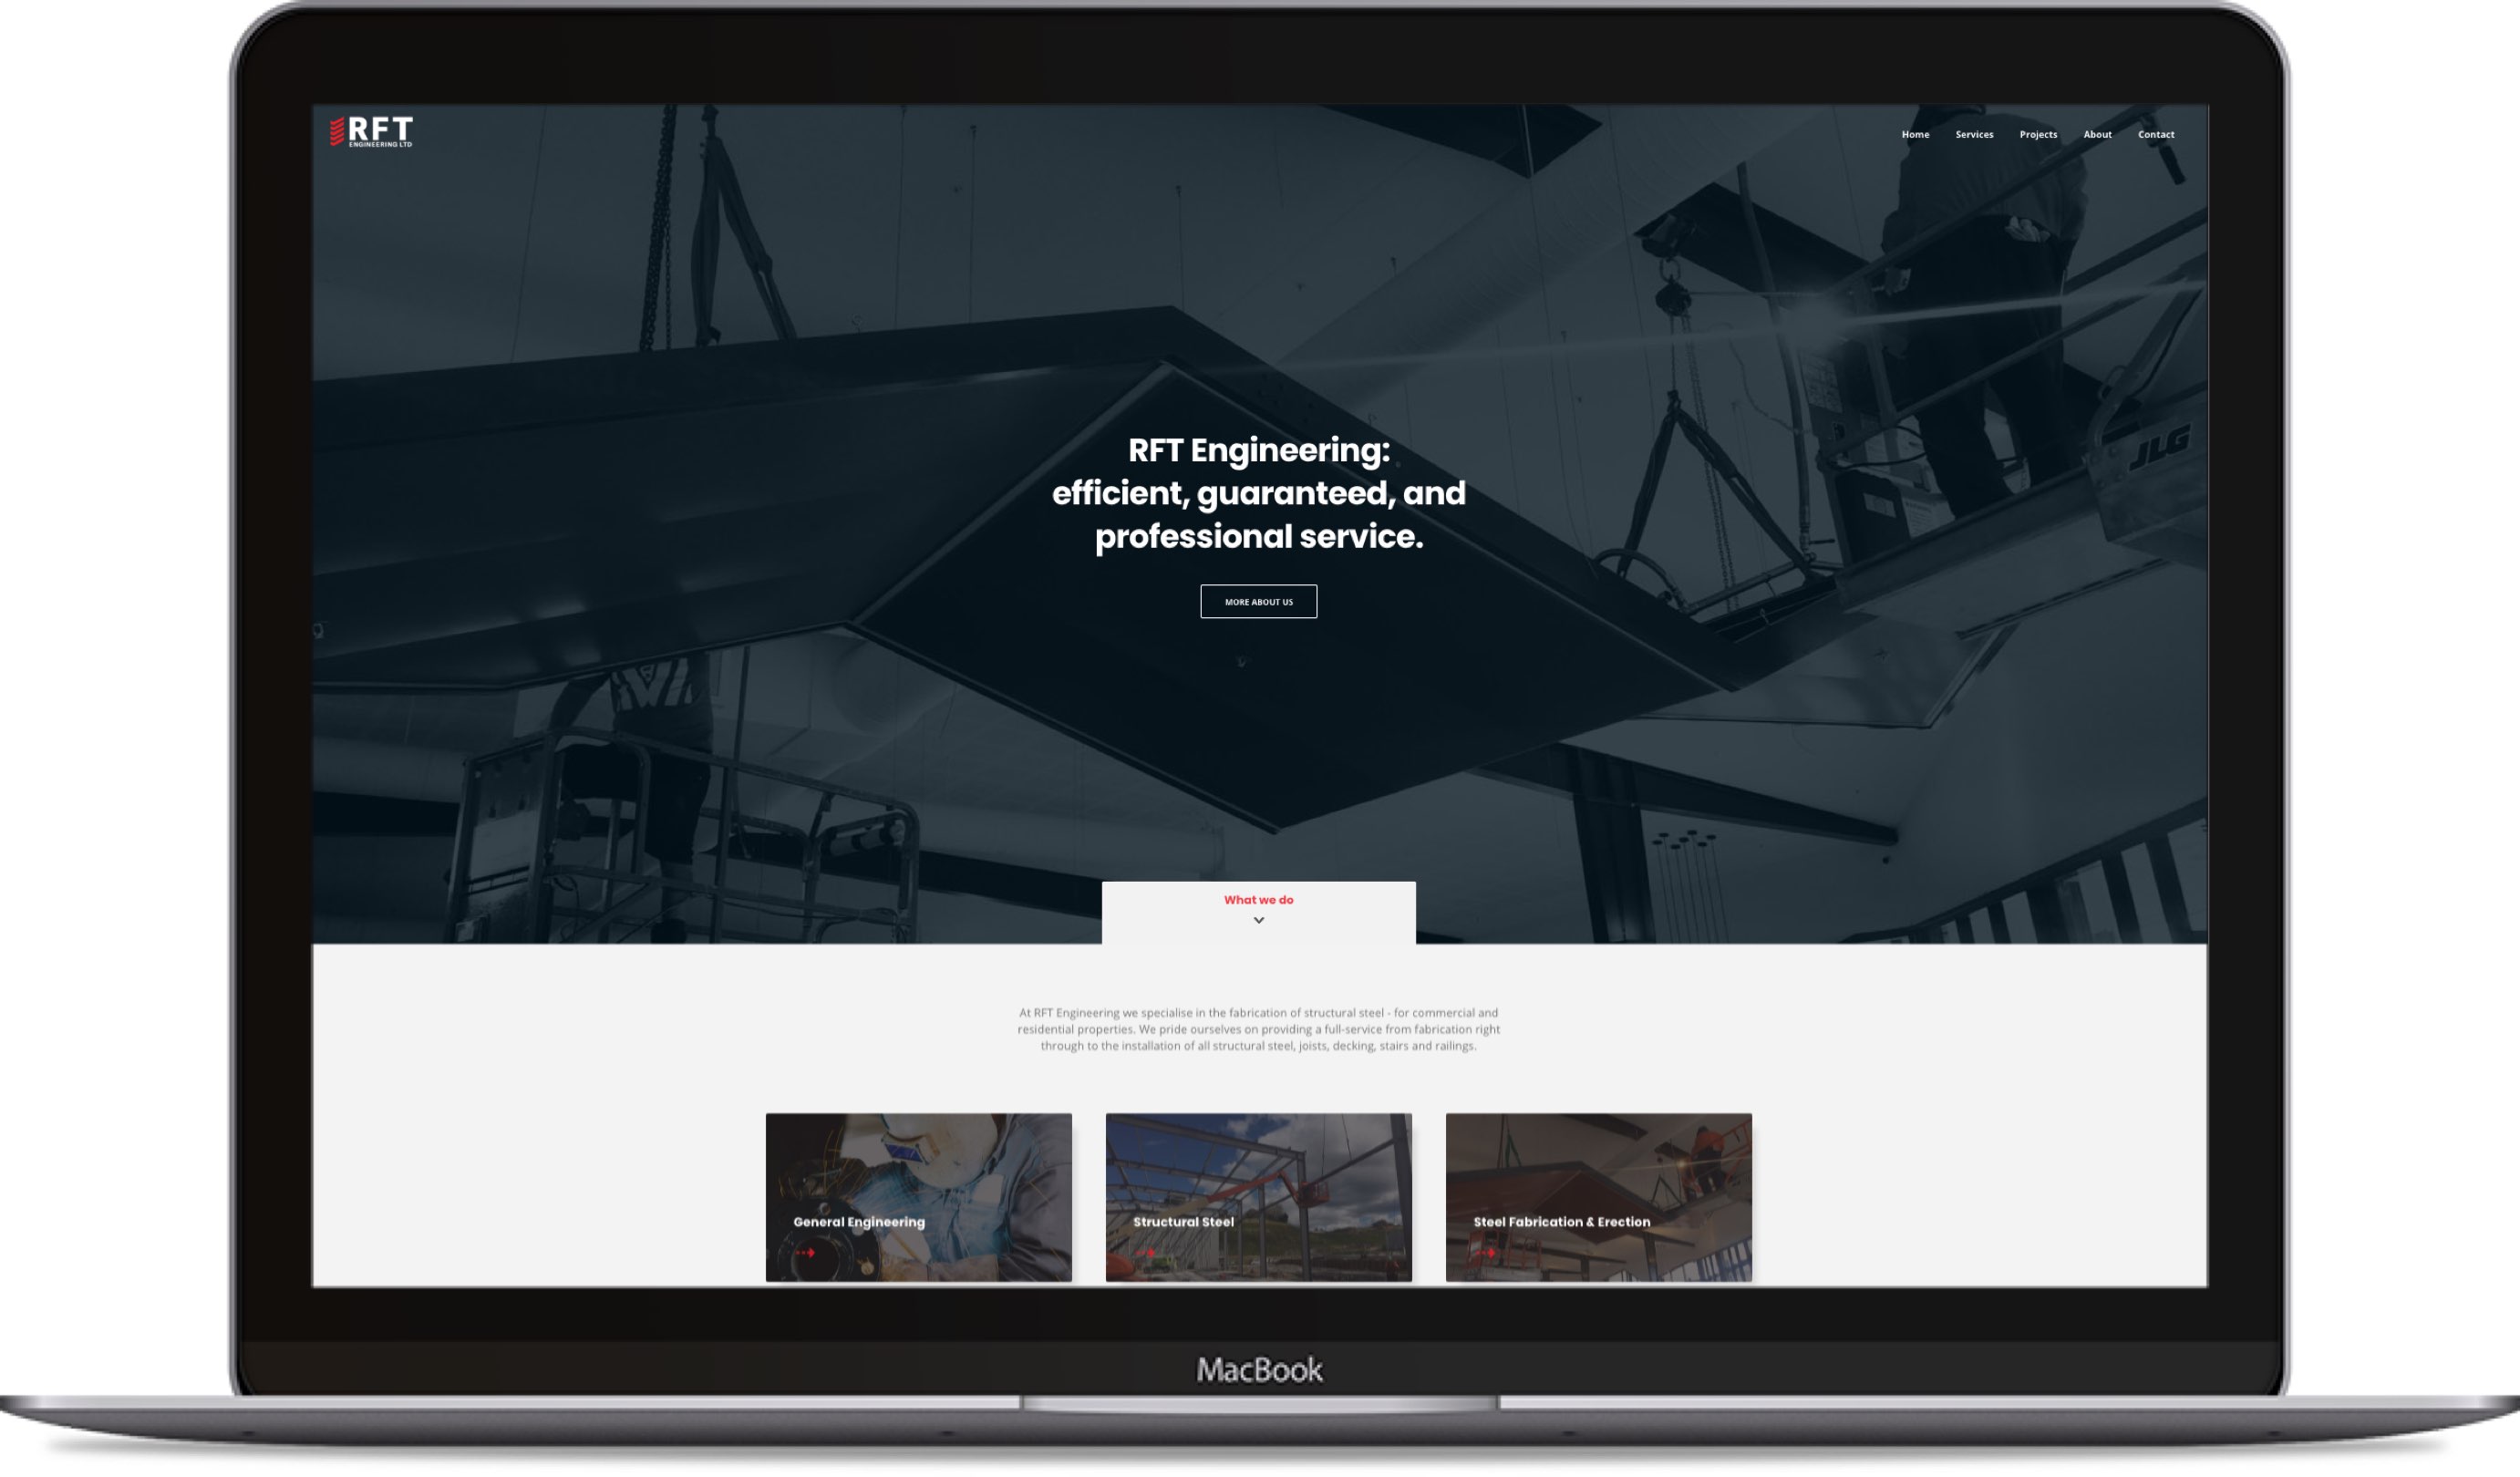 RFT
ENGINEERING LTD
Home Services Projects About Contact
JLG
RFT Engineering:
efficient, guaranteed, and
professional service.
MORE ABOUT US
What we do
At RFT Engineering we specialise in the fabrication of structural steel - for commercial and
residential properties. We pride ourselves on providing a full-service from fabrication right
through to the installation of all structural steel, joists, decking, stairs and railings.
General Engineering
Structural Steel
Steel Fabrication & Erection
MacBook